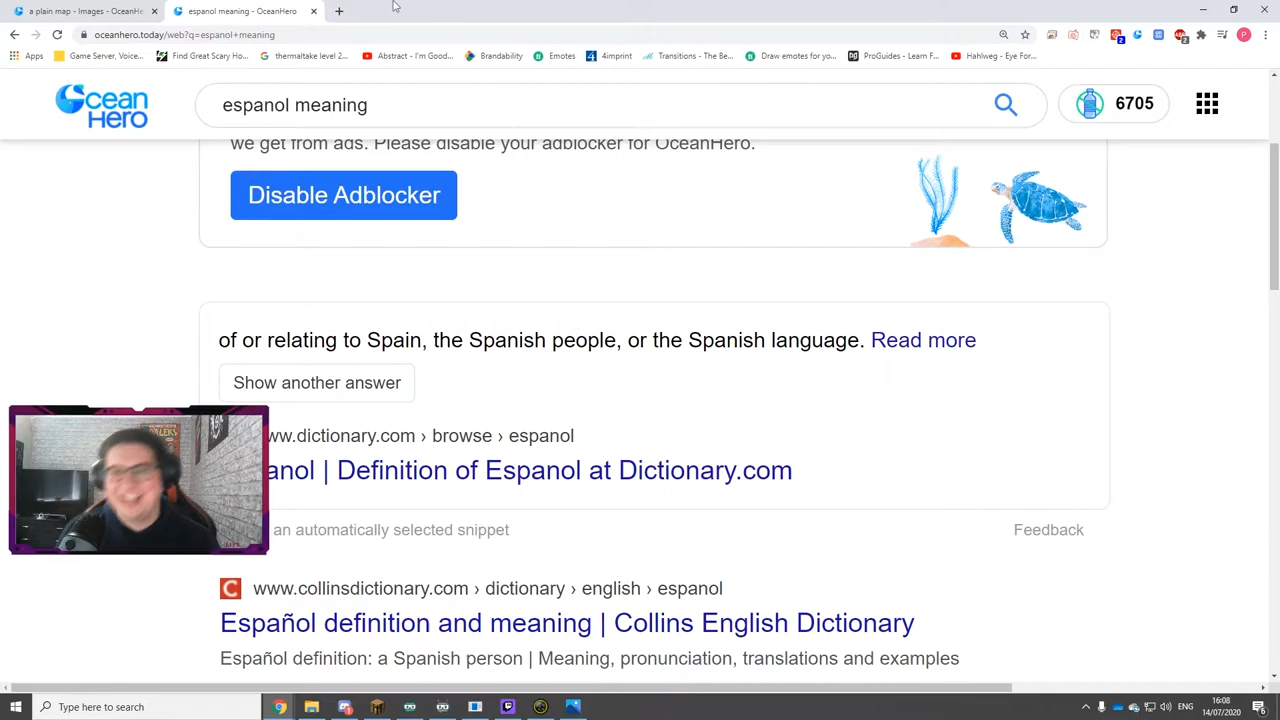 a plain map - Images - OceanHe
espanol meaning - OceanHero
oceanhero.today/web?q=espanol+meaning
Apps
Game Server, Voice...
Find Great Scary Ho...
thermaltake level 2...
Abstract - I'm Good...
Brandability
Emotes
4imprint
Transitions - The Be...
Draw emotes for yo...
ProGuides - Learn F...
Hahlweg - Eye For...
Ocean Hero
espanol meaning
6705
we get from ads. Please disable your adblocker for OceanHero.
Disable Adblocker
of or relating to Spain, the Spanish people, or the Spanish language. Read more
Show another answer
ww.dictionary.com › browse › espanol
anol | Definition of Espanol at Dictionary.com
an automatically selected snippet
Feedback
www.collinsdictionary.com › dictionary › english › espanol
Español definition and meaning | Collins English Dictionary
Español definition: a Spanish person | Meaning, pronunciation, translations and examples
Type here to search
ENG
16:08
14/07/2020